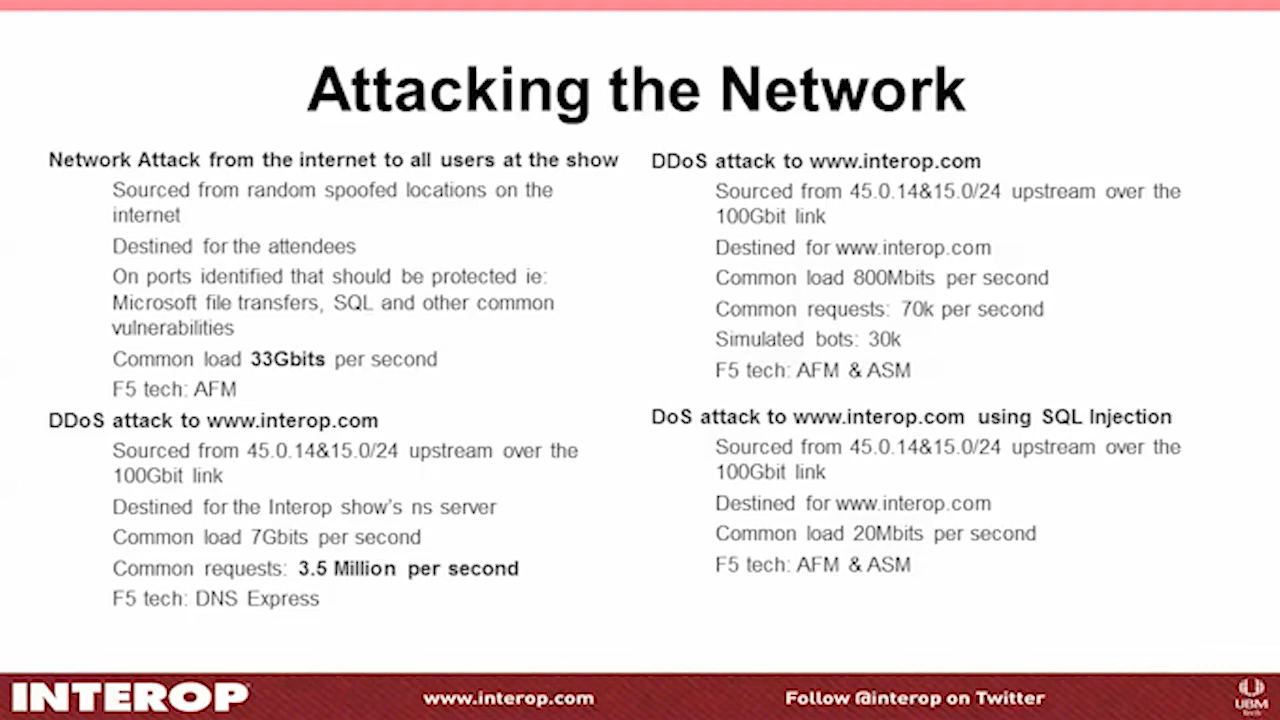 Attacking the Network
Network Attack from the internet to all users at the show
Sourced from random spoofed locations on the
internet
Destined for the attendees
On ports identified that should be protected ie:
Microsoft file transfers, SQL and other common
vulnerabilities
Common load 33Gbits per second
F5 tech: AFM
DDoS attack to www.interop.com
Sourced from 45.0.14&15.0/24 upstream over the
100Gbit link
Destined for the Interop show's ns server
Common load 7Gbits per second
Common requests: 3.5 Million per second
F5 tech: DNS Express
DDoS attack to www.interop.com
Sourced from 45.0.14&15.0/24 upstream over the
100Gbit link
Destined for www.interop.com
Common load 800Mbits per second
Common requests: 70k per second
Simulated bots: 30k
F5 tech: AFM & ASM
DoS attack to www.interop.com using SQL Injection
Sourced from 45.0.14&15.0/24 upstream over the
100Gbit link
Destined for www.interop.com
Common load 20Mbits per second
F5 tech: AFM & ASM
INTEROP
www.interop.com
Follow @interop on Twitter
UBM
Tech